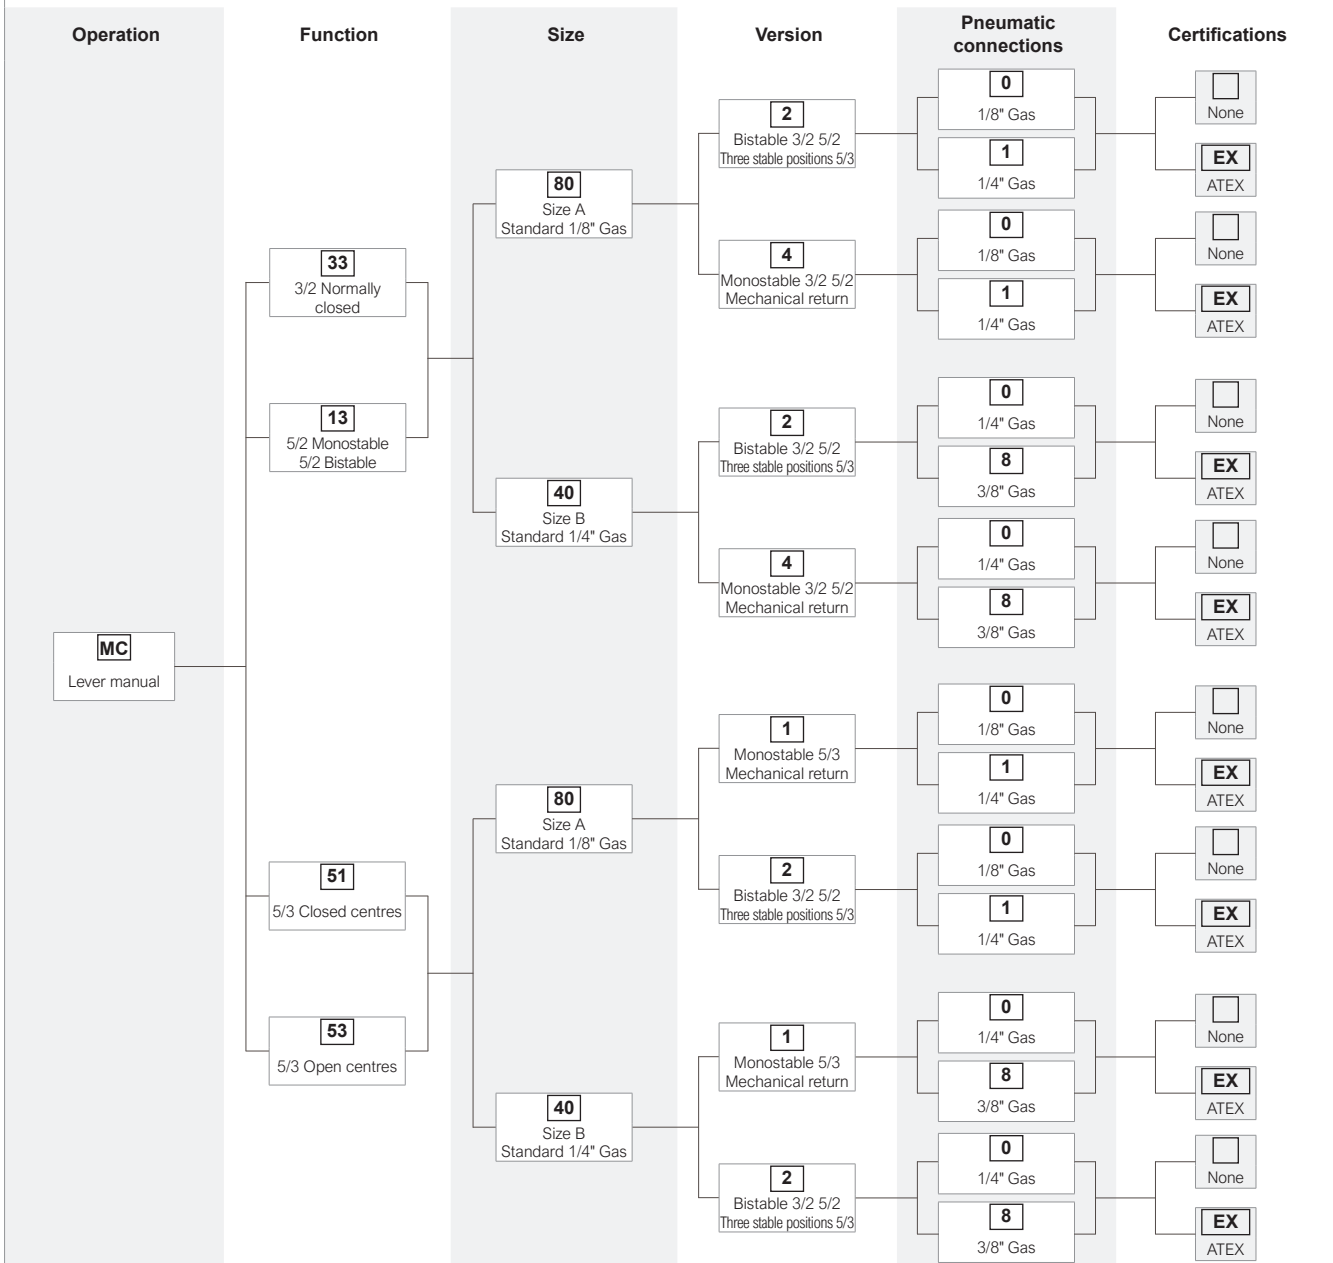 Operation
Function
Size
Version
Pneumatic
connections
Certifications
MC
Lever manual
33
3/2 Normally
closed
13
5/2 Monostable
5/2 Bistable
51
5/3 Closed centres
53
5/3 Open centres
80
Size A
Standard 1/8" Gas
40
Size B
Standard 1/4" Gas
80
Size A
Standard 1/8" Gas
40
Size B
Standard 1/4" Gas
2
Bistable 3/2 5/2
Three stable positions 5/3
4
Monostable 3/2 5/2
Mechanical return
2
Bistable 3/2 5/2
Three stable positions 5/3
4
Monostable 3/2 5/2
Mechanical return
1
Monostable 5/3
Mechanical return
2
Bistable 3/2 5/2
Three stable positions 5/3
1
Monostable 5/3
Mechanical return
2
Bistable 3/2 5/2
Three stable positions 5/3
0
1/8" Gas
1
1/4" Gas
0
1/8" Gas
1
1/4" Gas
0
1/4" Gas
8
3/8" Gas
0
1/4" Gas
8
3/8" Gas
0
1/8" Gas
1
1/4" Gas
0
1/8" Gas
1
1/4" Gas
0
1/4" Gas
8
3/8" Gas
0
1/4" Gas
8
3/8" Gas
None
EX
ATEX
None
EX
ATEX
None
EX
ATEX
None
EX
ATEX
None
EX
ATEX
None
EX
ATEX
None
EX
ATEX
None
EX
ATEX